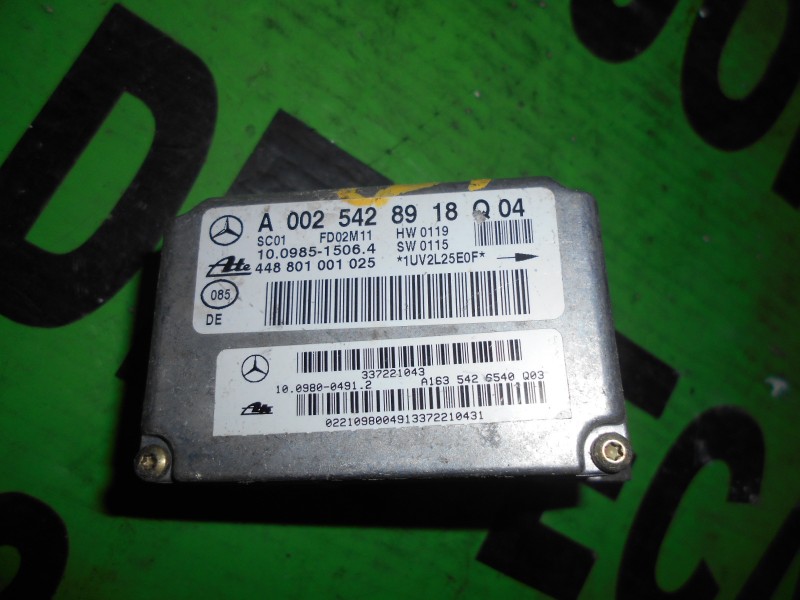 A 002 542 89 18 Q 04
SC01 FD02M11 HW 0119
10.0985-1506.4 SW 0115
Ate 448 801 001 025 *1UV2L25E0F*
085
DE
337221043
10.0980-0491.2 A163 542 6540 Q03
Ate
0221098004913372210431